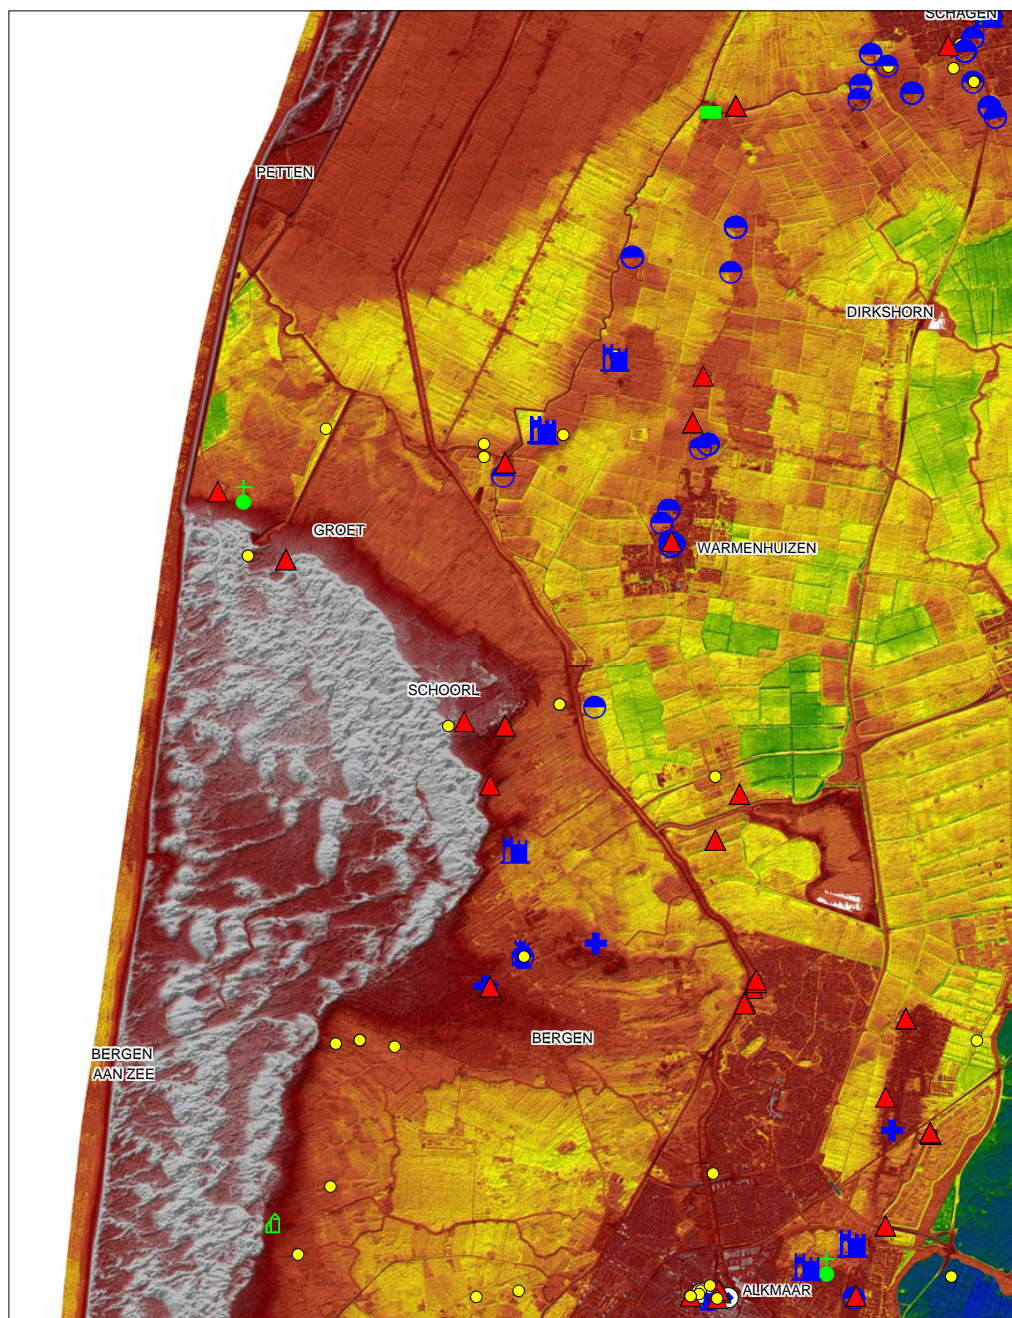 SCHAGEN
PETTEN
DIRKSHORN
GROET
WARMENHUIZEN
SCHOORL
BERGEN
BERGEN
AAN ZEE
ALKMAAR